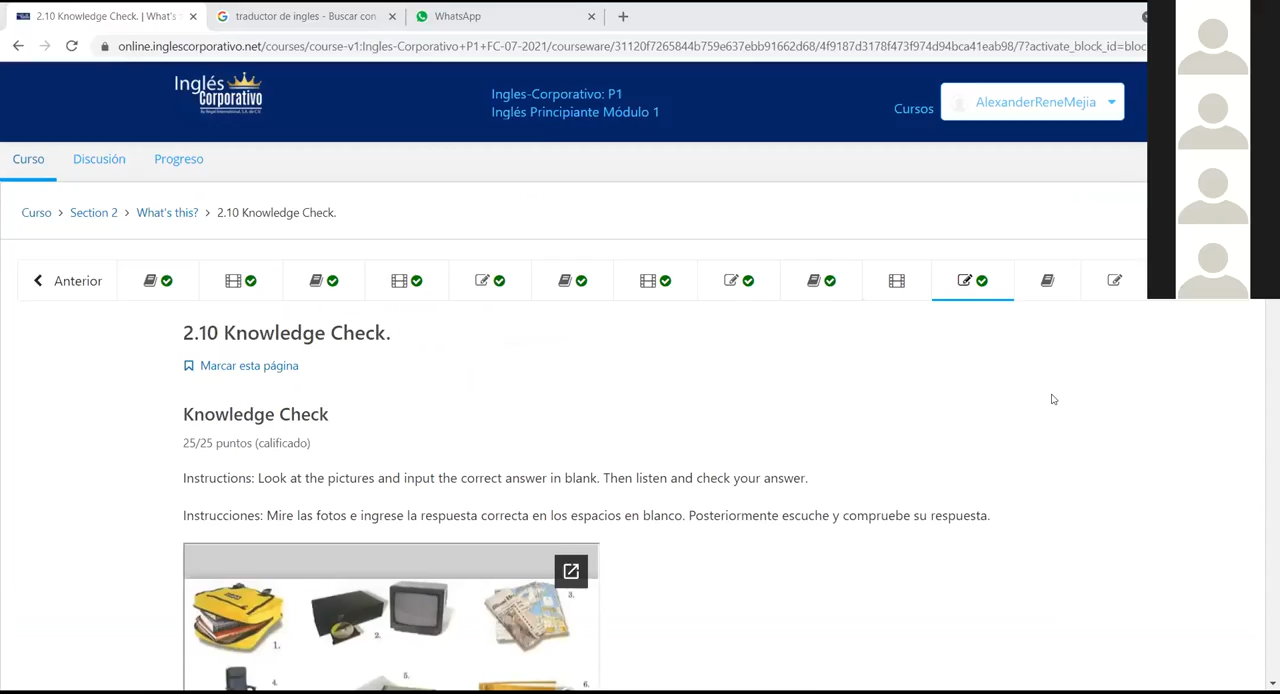 2.10 Knowledge Check. | What's
traductor de ingles - Buscar con
WhatsApp
online.inglescorporativo.net/courses/course-v1:Ingles-Corporativo+P1+FC-07-2021/courseware/31120f7265844b759e637ebb91662d68/4f9187d3178f473f974d94bca41eab98/7?activate_block_id=bloc
Inglés
Corporativo
Ingles-Corporativo: P1
Inglés Principiante Módulo 1
Cursos
AlexanderReneMejia
Curso
Discusión
Progreso
Curso > Section 2 > What's this? > 2.10 Knowledge Check.
Anterior
2.10 Knowledge Check.
Marcar esta página
Knowledge Check
25/25 puntos (calificado)
Instructions: Look at the pictures and input the correct answer in blank. Then listen and check your answer.
Instrucciones: Mire las fotos e ingrese la respuesta correcta en los espacios en blanco. Posteriormente escuche y compruebe su respuesta.
1.
2.
3.
4.
5.
6.